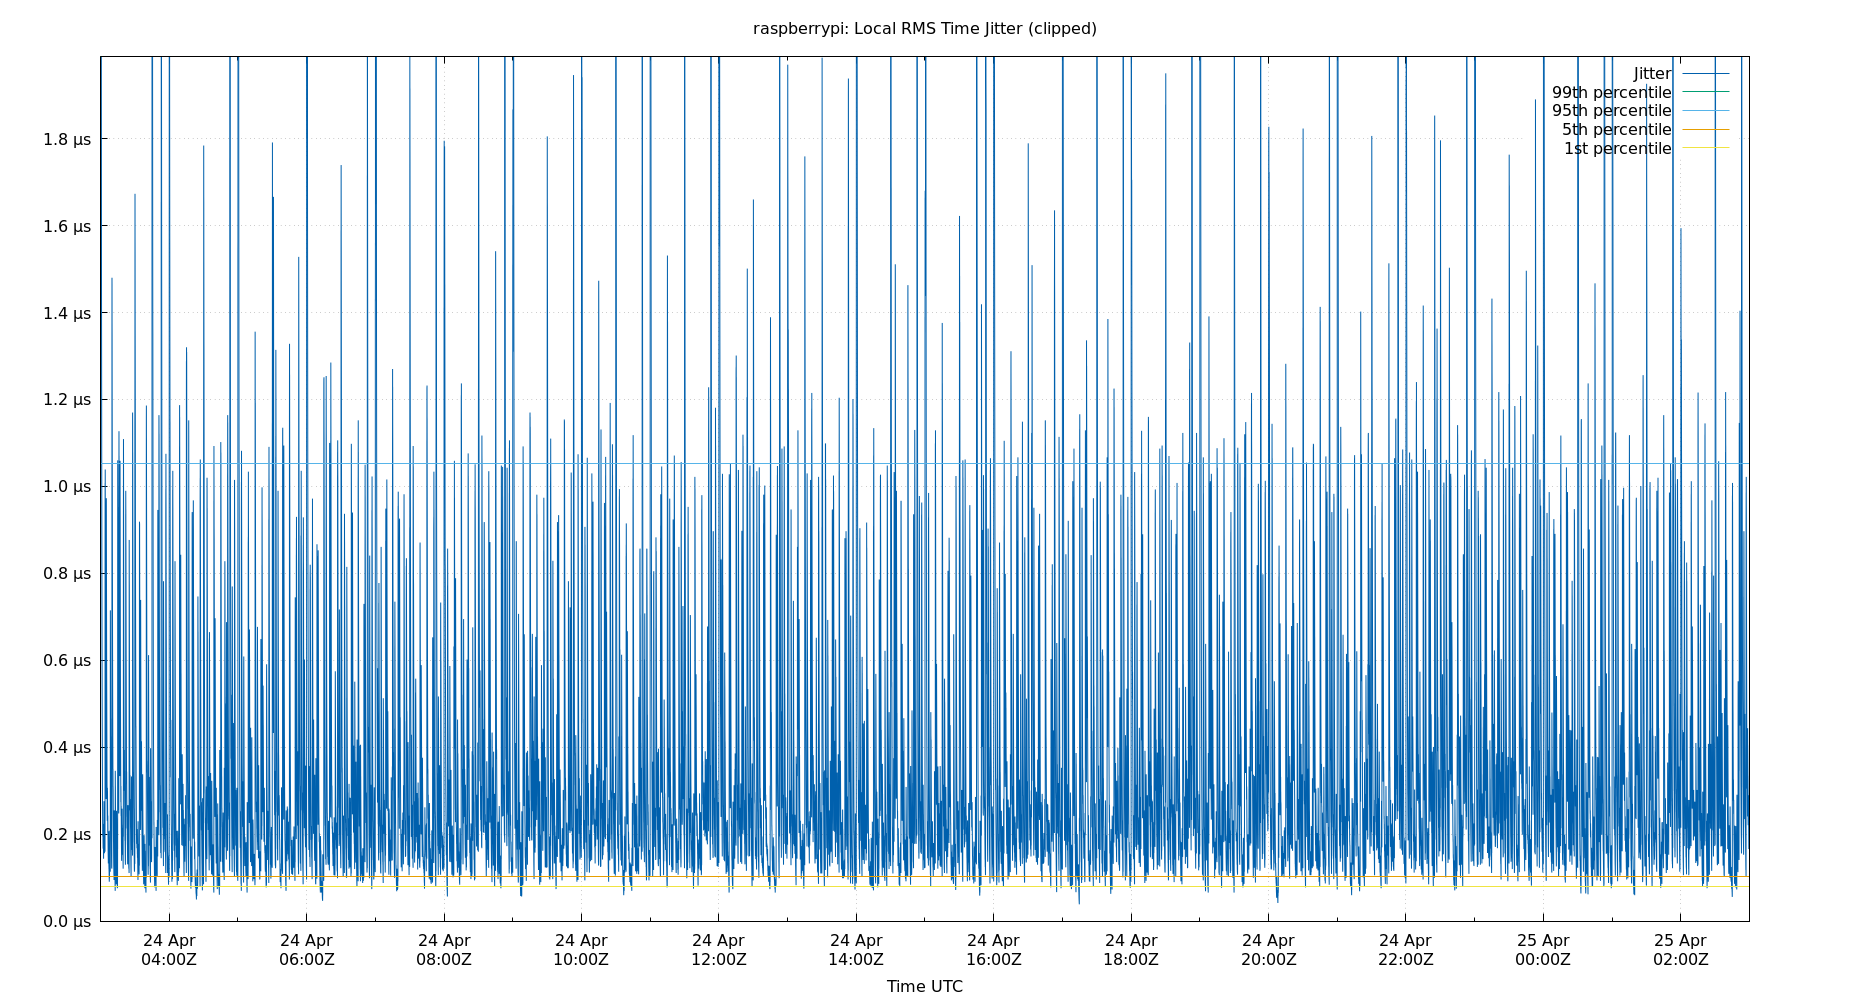 raspberrypi: Local RMS Time Jitter (clipped)
Jitter
99th percentile
95th percentile
5th percentile
1st percentile
1.8 µs
1.6 µs
1.4 µs
1.2 µs
1.0 µs
0.8 µs
0.6 µs
0.4 µs
0.2 µs
0.0 µs
24 Apr 24 Apr 24 Apr 24 Apr 24 Apr 24 Apr 24 Apr 24 Apr 24 Apr 24 Apr 25 Apr 25 Apr
04:00Z 06:00Z 08:00Z 10:00Z 12:00Z 14:00Z 16:00Z 18:00Z 20:00Z 22:00Z 00:00Z 02:00Z
Time UTC